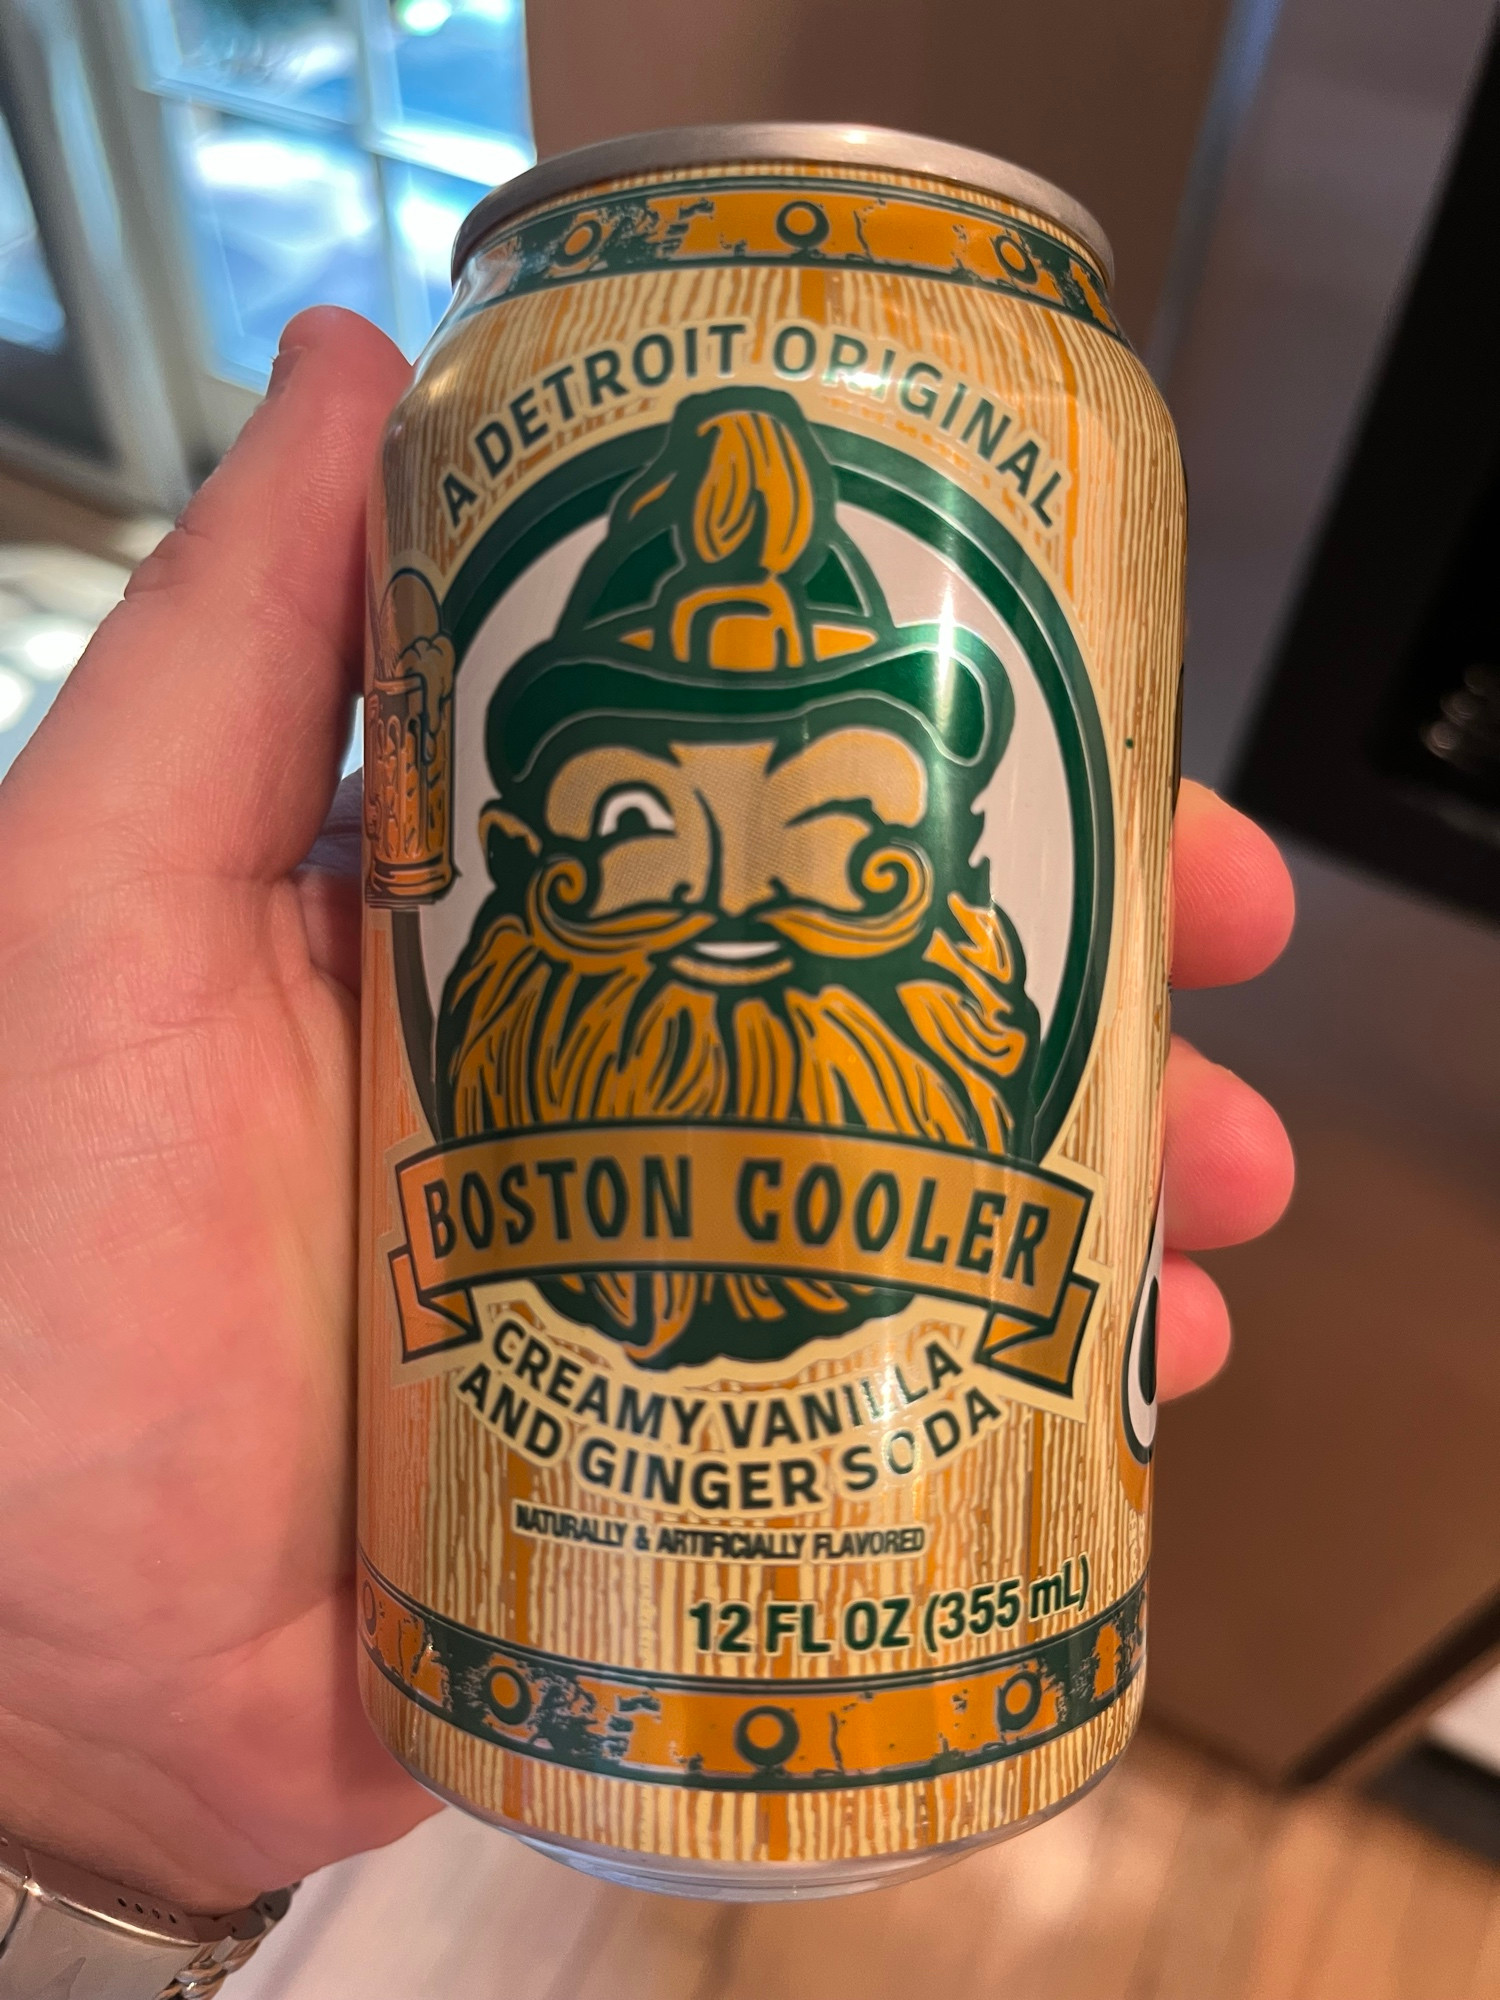 A DETROIT ORIGINAL
BOSTON COOLER
CREAMY VANILLA
AND GINGER SODA
NATURALLY & ARTIFICIALLY FLAVORED
12 FL OZ (355 mL)